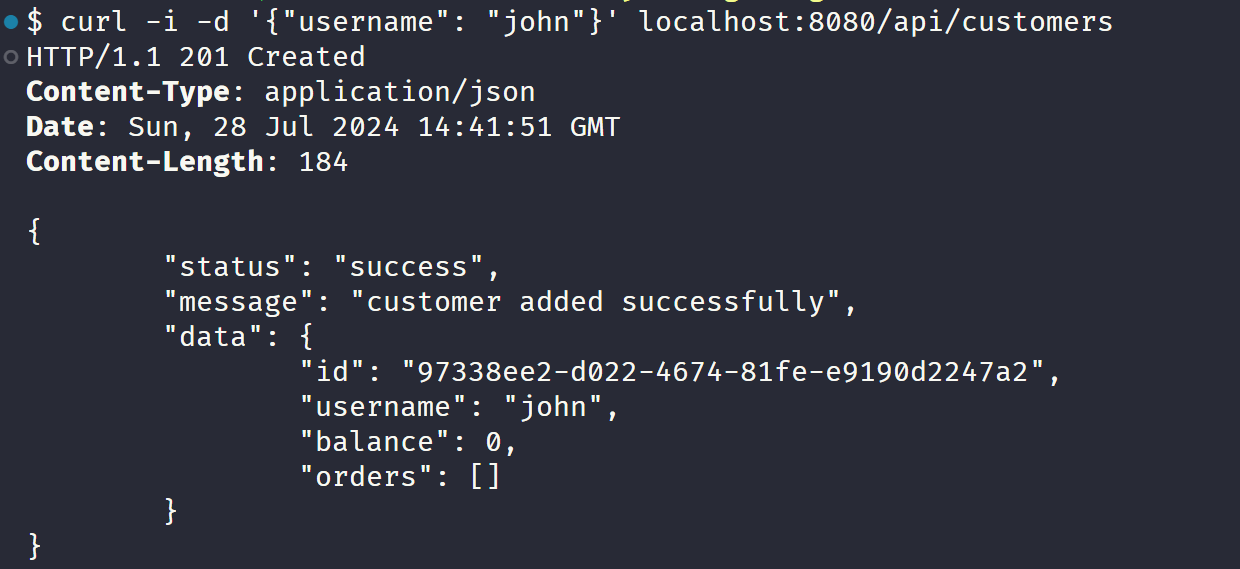 $ curl -i -d '{"username": "john"}' localhost:8080/api/customers
HTTP/1.1 201 Created
Content-Type: application/json
Date: Sun, 28 Jul 2024 14:41:51 GMT
Content-Length: 184

{
        "status": "success",
        "message": "customer added successfully",
        "data": {
                "id": "97338ee2-d022-4674-81fe-e9190d2247a2",
                "username": "john",
                "balance": 0,
                "orders": []
        }
}